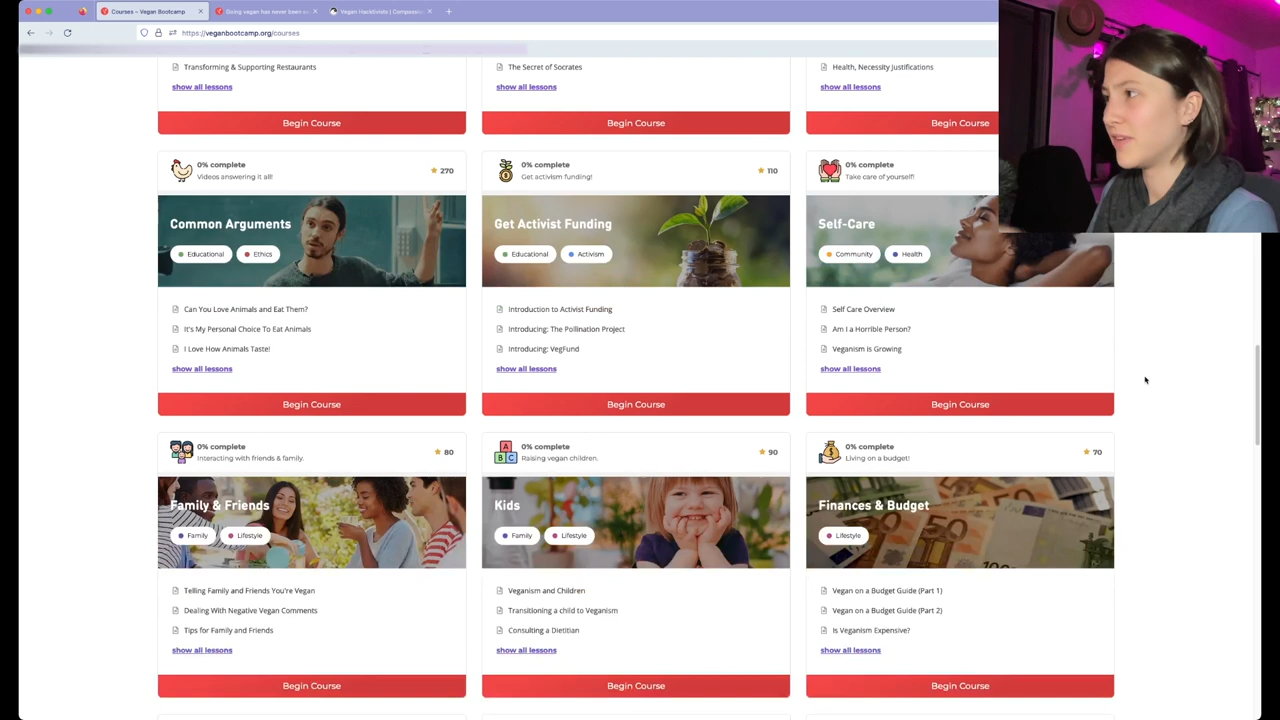 Courses – Vegan Bootcamp
Going vegan has never been
Vegan Hacktivists | Compassion
https://veganbootcamp.org/courses
Transforming & Supporting Restaurants
The Secret of Socrates
Health, Necessity Justifications
show all lessons
show all lessons
show all lessons
Begin Course
Begin Course
Begin Course
0% complete
Videos answering it all!
270
0% complete
Get activism funding!
110
0% complete
Take care of yourself!
Common Arguments
Educational
Ethics
Get Activist Funding
Educational
Activism
Self-Care
Community
Health
Can You Love Animals and Eat Them?
It's My Personal Choice To Eat Animals
I Love How Animals Taste!
show all lessons
Introduction to Activist Funding
Introducing: The Pollination Project
Introducing: VegFund
show all lessons
Self Care Overview
Am I a Horrible Person?
Veganism Is Growing
show all lessons
Begin Course
Begin Course
Begin Course
0% complete
Interacting with friends & family.
80
0% complete
Raising vegan children.
90
0% complete
Living on a budget!
70
Family & Friends
Family
Lifestyle
Kids
Family
Lifestyle
Finances & Budget
Lifestyle
Telling Family and Friends You're Vegan
Dealing With Negative Vegan Comments
Tips for Family and Friends
show all lessons
Veganism and Children
Transitioning a child to Veganism
Consulting a Dietitian
show all lessons
Vegan on a Budget Guide (Part 1)
Vegan on a Budget Guide (Part 2)
Is Veganism Expensive?
show all lessons
Begin Course
Begin Course
Begin Course